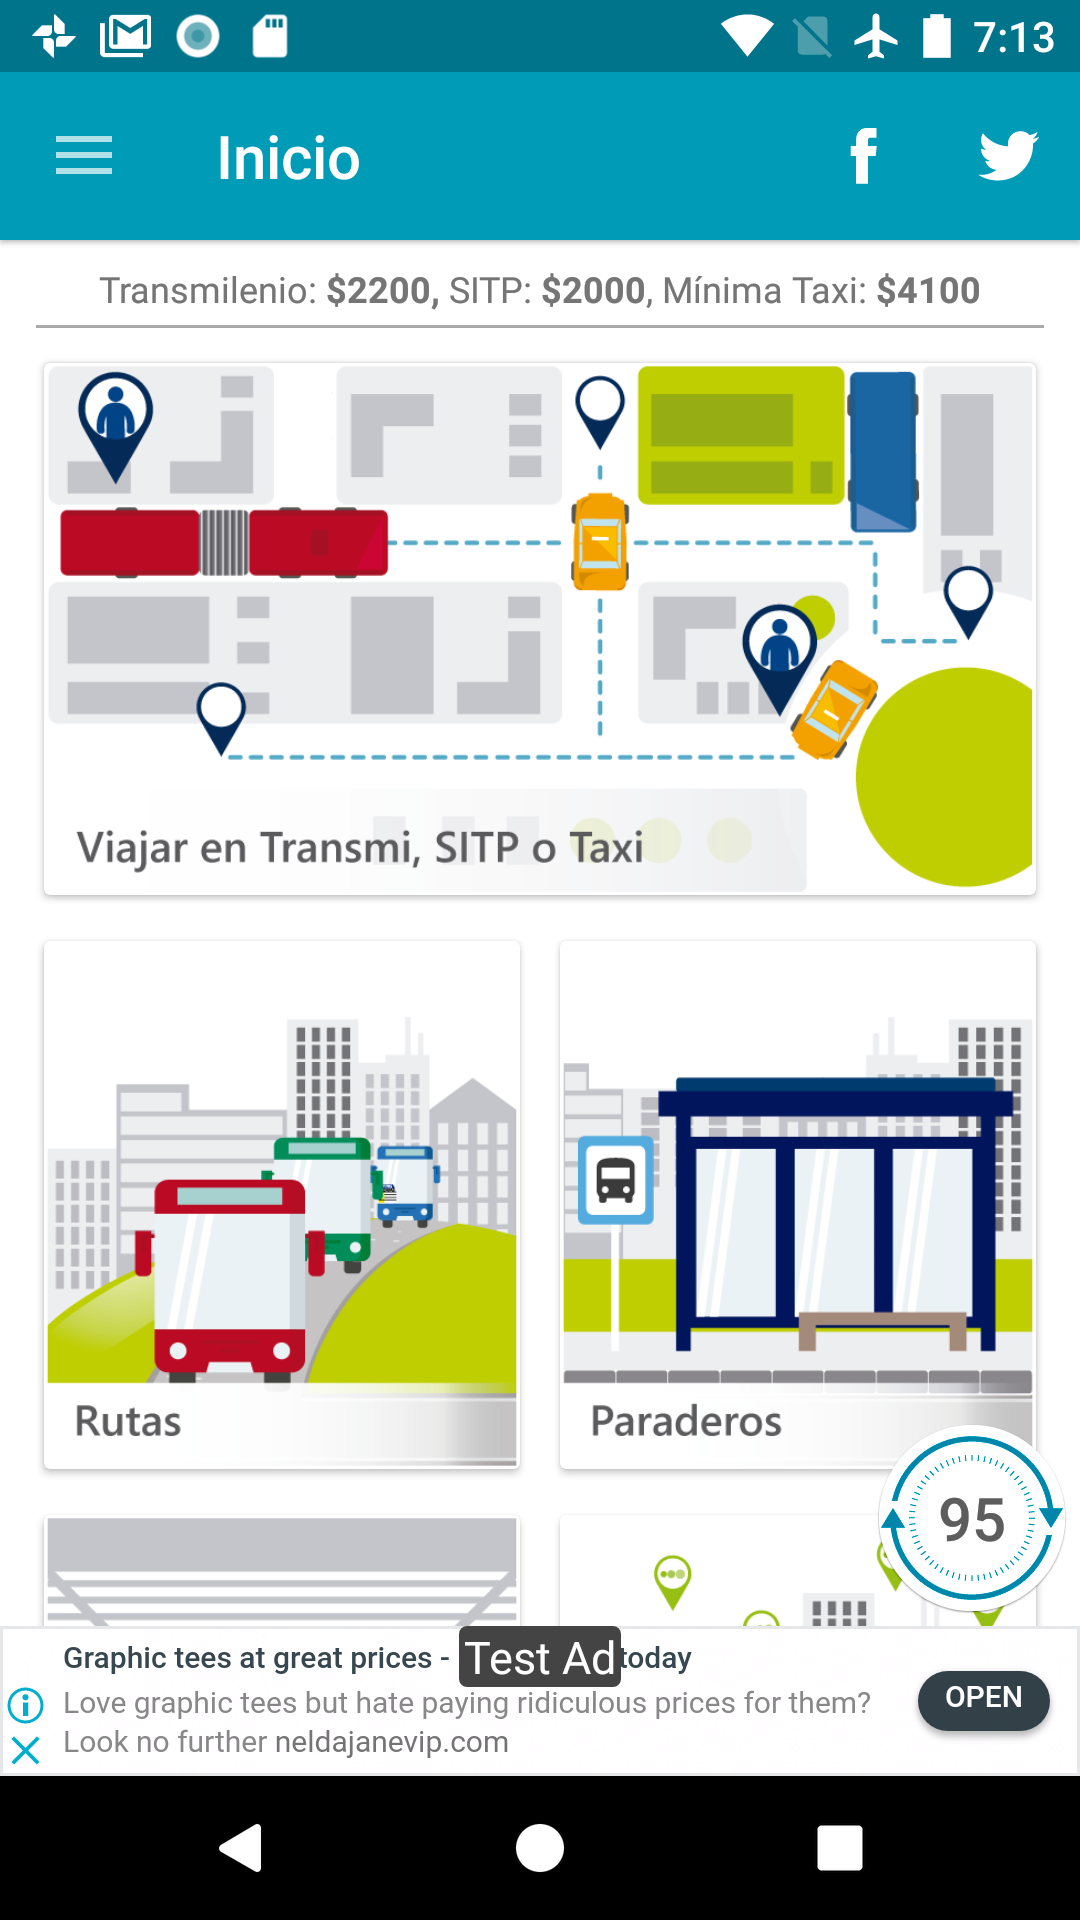 7:13
Inicio
Transmilenio: $2200, SITP: $2000, Mínima Taxi: $4100
Viajar en Transmi, SITP o Taxi
Rutas
Paraderos
95
Graphic tees at great prices - today
Test Ad
Love graphic tees but hate paying ridiculous prices for them?
Look no further neldajanevip.com
OPEN